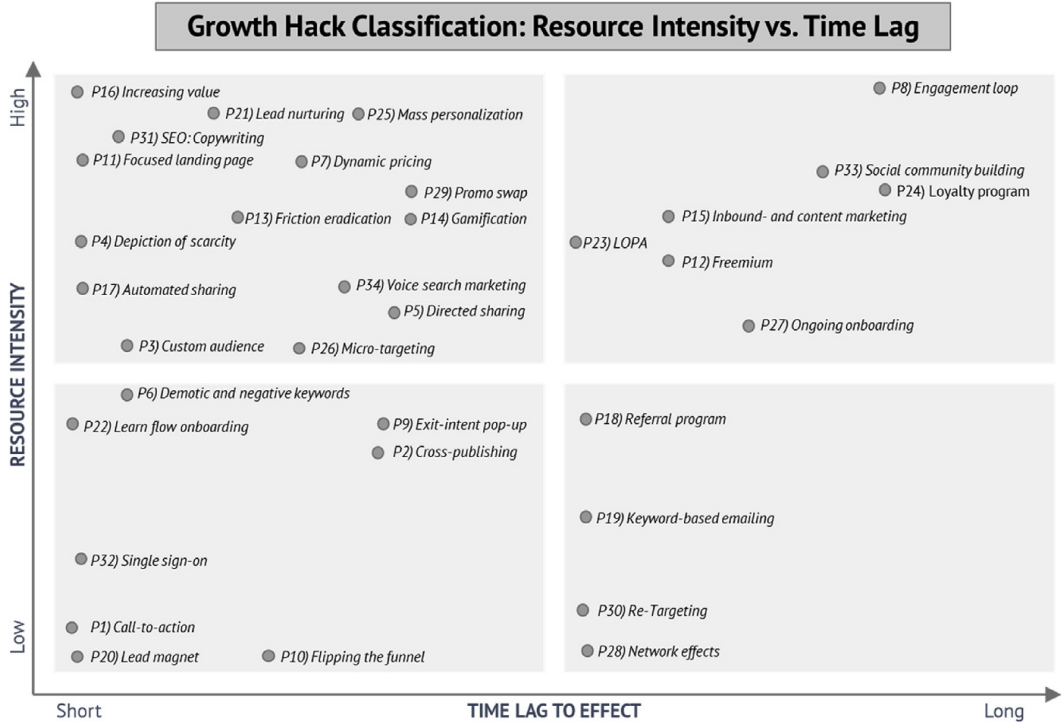 Growth Hack Classification: Resource Intensity vs. Time Lag
High
P16) Increasing value
P21) Lead nurturing
P25) Mass personalization
P31) SEO: Copywriting
P11) Focused landing page
P7) Dynamic pricing
P29) Promo swap
P13) Friction eradication
P14) Gamification
P4) Depiction of scarcity
P17) Automated sharing
P34) Voice search marketing
P5) Directed sharing
P3) Custom audience
P26) Micro-targeting
P8) Engagement loop
P33) Social community building
P24) Loyalty program
P15) Inbound- and content marketing
P23) LOPA
P12) Freemium
P27) Ongoing onboarding
RESOURCE INTENSITY
P6) Demotic and negative keywords
P22) Learn flow onboarding
P9) Exit-intent pop-up
P2) Cross-publishing
P32) Single sign-on
P1) Call-to-action
P20) Lead magnet
P10) Flipping the funnel
P18) Referral program
P19) Keyword-based emailing
P30) Re-Targeting
P28) Network effects
Low
Short
TIME LAG TO EFFECT
Long